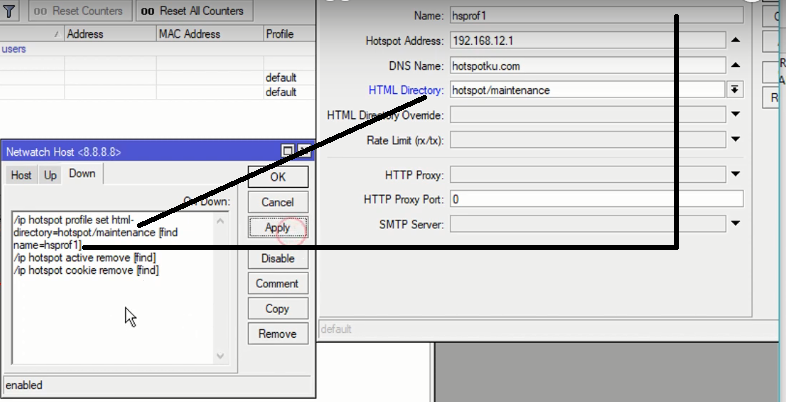 Reset Counters
00 Reset All Counters
Address
MAC Address
Profile
users
default
default
Name: hsprof1
Hotspot Address: 192.168.12.1
DNS Name: hotspotku.com
HTML Directory: hotspot/maintenance
HTML Directory Override:
Rate Limit (rx/tx):
HTTP Proxy:
HTTP Proxy Port: 0
SMTP Server:
default
Netwatch Host <8.8.8.8>
Host Up Down
On Down:
/ip hotspot profile set html-
directory=hotspot/maintenance [find
name=hsprof1]
/ip hotspot active remove [find]
/ip hotspot cookie remove [find]
OK
Cancel
Apply
Disable
Comment
Copy
Remove
enabled